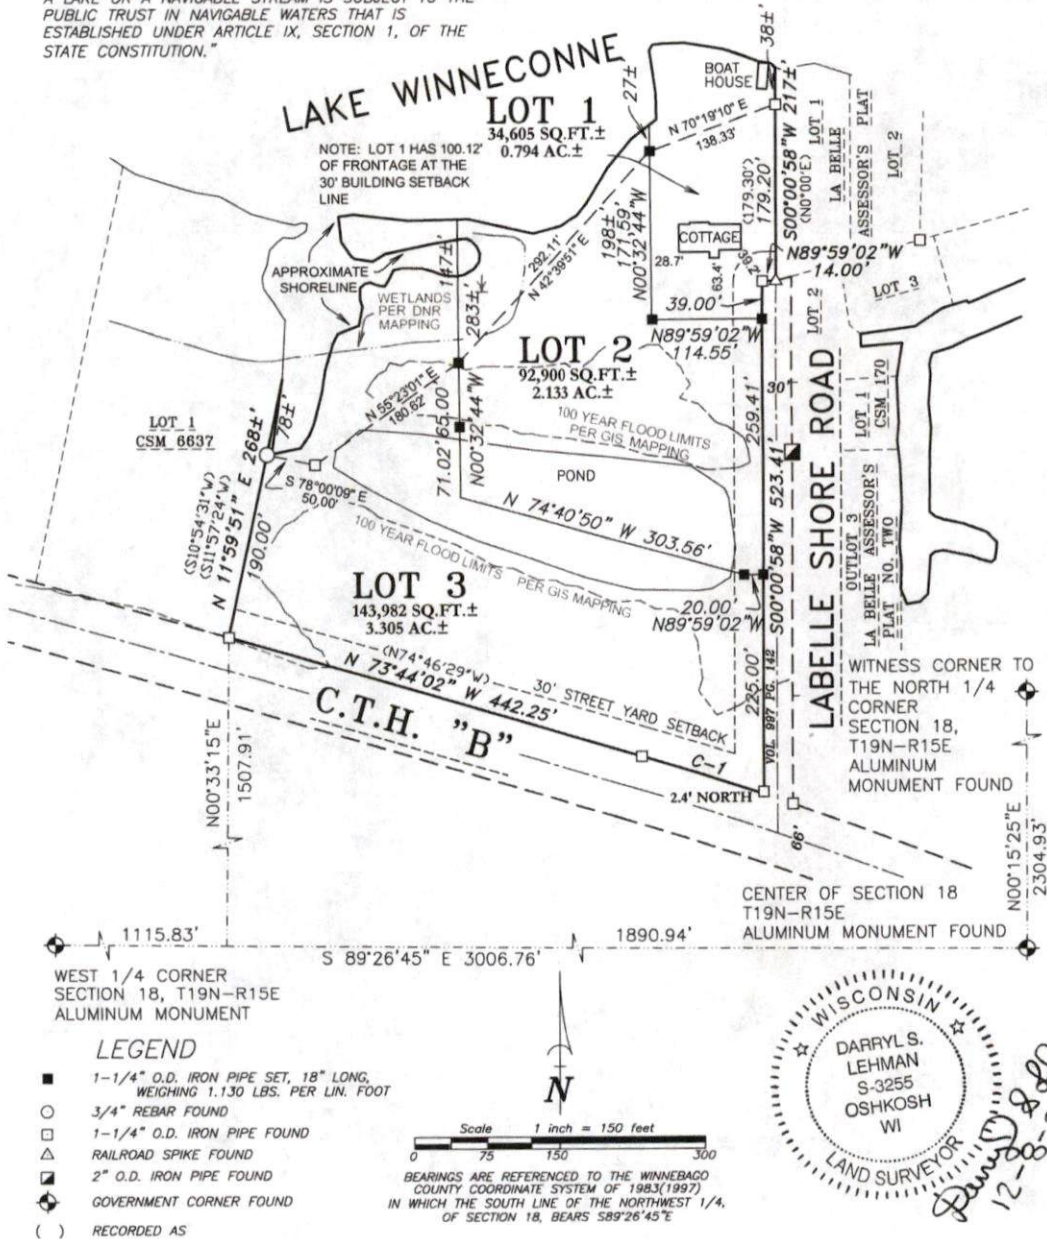 A LAKE OR A NAVIGABLE STREAM IS SUBJECT TO THE
PUBLIC TRUST IN NAVIGABLE WATERS THAT IS
ESTABLISHED UNDER ARTICLE IX, SECTION 1, OF THE
STATE CONSTITUTION."
LAKE WINNECONNE
LOT 1
34,605 SQ.FT.±
0.794 AC.±
NOTE: LOT 1 HAS 100.12'
OF FRONTAGE AT THE
30' BUILDING SETBACK
LINE
27±
BOAT
HOUSE
38±'
N 70°19'10" E
138.33'
S00°00'58"W 217±'
(N0°00'E)
(179.30')
179.20'
LOT 1
LA BELLE
ASSESSOR'S PLAT
LOT 2
COTTAGE
28.7'
63.4'
39.2'
N89°59'02"W
14.00'
39.00'
198±
171.59'
N00°32'44"W
292.11'
N 42°39'51" E
147±'
283±'
APPROXIMATE
SHORELINE
WETLANDS
PER DNR
MAPPING
N89°59'02"W
114.55'
LOT 2
LOT 3
LOT 2
92,900 SQ.FT.±
2.133 AC.±
30'
259.41'
100 YEAR FLOOD LIMITS
PER GIS MAPPING
N 55°23'01" E
180.62'
65.00'
N00°32'44"W
71.02'
LOT 1
CSM 6637
78±'
268±'
N 11°59'51" E
190.00'
(S10°54'31"W)
(S11°57'24"W)
S 78°00'09" E
50.00'
POND
N 74°40'50" W 303.56'
100 YEAR FLOOD LIMITS PER GIS MAPPING
S00°00'58"W 523.41'
LABELLE SHORE ROAD
LOT 1
CSM 170
OUTLOT 3
LA BELLE ASSESSOR'S
PLAT NO. TWO
LOT 3
143,982 SQ.FT.±
3.305 AC.±
20.00'
N89°59'02"W
225.00'
VOL 997 PG. 142
(N74°46'29"W)
N 73°44'02" W 442.25'
30' STREET YARD SETBACK
C.T.H. "B"
C-1
2.4' NORTH
66'
WITNESS CORNER TO
THE NORTH 1/4
CORNER
SECTION 18,
T19N-R15E
ALUMINUM
MONUMENT FOUND
N00°33'15"E
1507.91'
N00°15'25"E
2304.93'
CENTER OF SECTION 18
T19N-R15E
ALUMINUM MONUMENT FOUND
1115.83'
1890.94'
S 89°26'45" E 3006.76'
WEST 1/4 CORNER
SECTION 18, T19N-R15E
ALUMINUM MONUMENT
LEGEND
1-1/4" O.D. IRON PIPE SET, 18" LONG,
WEIGHING 1.130 LBS. PER LIN. FOOT
3/4" REBAR FOUND
1-1/4" O.D. IRON PIPE FOUND
RAILROAD SPIKE FOUND
2" O.D. IRON PIPE FOUND
GOVERNMENT CORNER FOUND
( ) RECORDED AS
N
Scale 1 inch = 150 feet
0 75 150 300
BEARINGS ARE REFERENCED TO THE WINNEBAGO
COUNTY COORDINATE SYSTEM OF 1983(1997)
IN WHICH THE SOUTH LINE OF THE NORTHWEST 1/4,
OF SECTION 18, BEARS S89°26'45"E
WISCONSIN
DARRYL S.
LEHMAN
S-3255
OSHKOSH
WI
LAND SURVEYOR